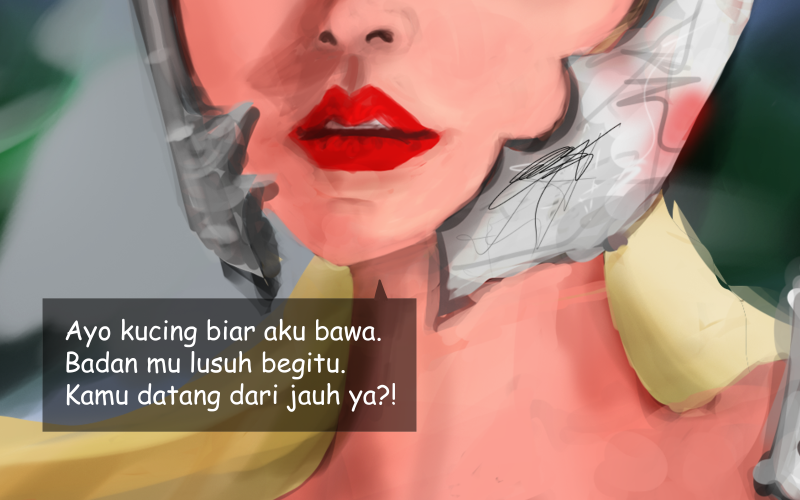 Ayo kucing biar aku bawa.
Badan mu lusuh begitu.
Kamu datang dari jauh ya?!